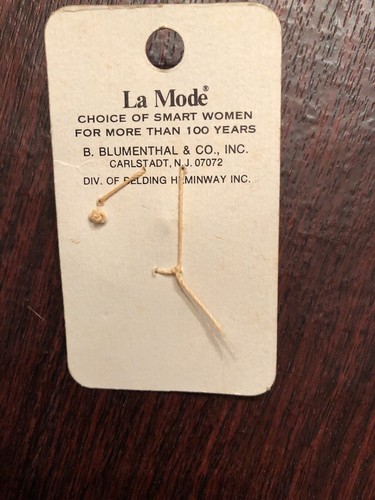 La Mode®
CHOICE OF SMART WOMEN
FOR MORE THAN 100 YEARS
B. BLUMENTHAL & CO., INC.
CARLSTADT, N.J. 07072
DIV. OF BELDING HEMINWAY INC.